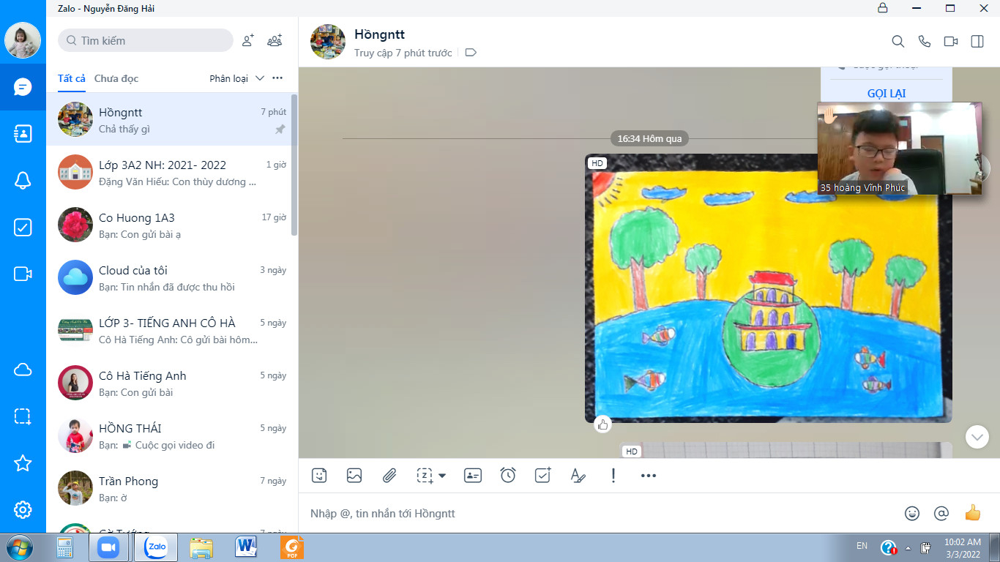 Zalo - Nguyễn Đăng Hải
Tìm kiếm
Tất cả Chưa đọc Phân loại
Hồngntt 7 phút
Chả thấy gì
Lớp 3A2 NH: 2021- 2022 1 giờ
Đặng Văn Hiếu: Con thùy dương ...
Co Huong 1A3 17 giờ
Bạn: Con gửi bài ạ
Cloud của tôi 3 ngày
Bạn: Tin nhắn đã được thu hồi
LỚP 3- TIẾNG ANH CÔ HÀ 5 ngày
Cô Hà Tiếng Anh: Cô gửi bài hôm...
Cô Hà Tiếng Anh 5 ngày
Bạn: Con gửi bài
HỒNG THÁI 5 ngày
Bạn: Cuộc gọi video đi
Trần Phong 7 ngày
Bạn: ờ
7 ngày
Hồngntt
Truy cập 7 phút trước
GỌI LẠI
16:34 Hôm qua
HD
35 hoàng Vĩnh Phúc
HD
Nhập @, tin nhắn tới Hồngntt
Zalo
W
PDF
EN
10:02 AM
3/3/2022